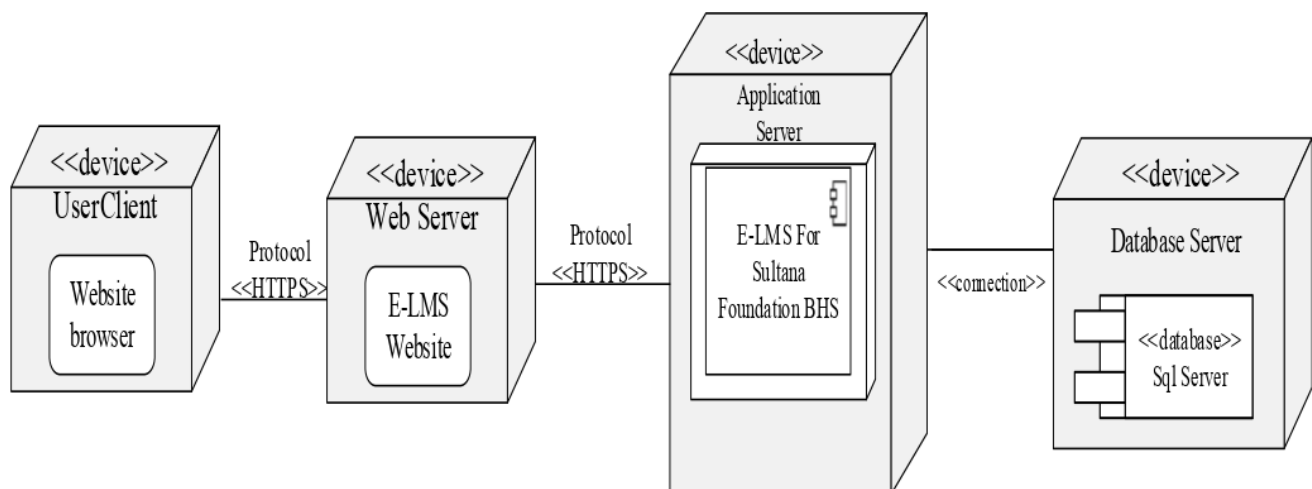 <<device>>
UserClient
Website
browser
Protocol
<<HTTPS>>
<<device>>
Web Server
E-LMS
Website
Protocol
<<HTTPS>>
<<device>>
Application
Server
E-LMS For
Sultana
Foundation BHS
<<connection>>
<<device>>
Database Server
<<database>>
Sql Server